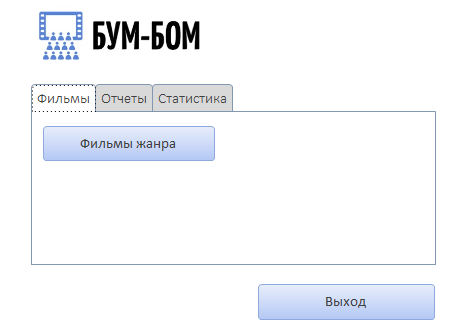 БУМ-БОМ
Фильмы Отчеты Статистика
Фильмы жанра
Выход